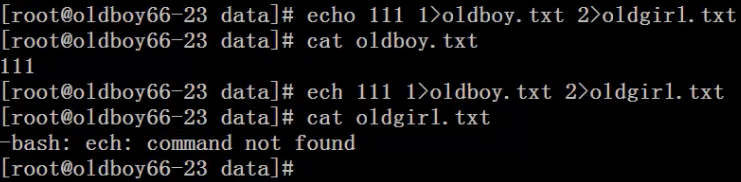 [root@oldboy66-23 data]# echo 111 1>oldboy.txt 2>oldgirl.txt
[root@oldboy66-23 data]# cat oldboy.txt
111
[root@oldboy66-23 data]# ech 111 1>oldboy.txt 2>oldgirl.txt
[root@oldboy66-23 data]# cat oldgirl.txt
-bash: ech: command not found
[root@oldboy66-23 data]#